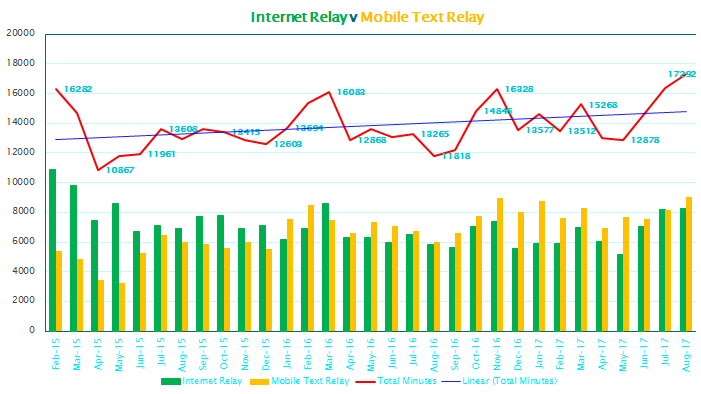 Internet Relay v Mobile Text Relay
20000
18000
16000
14000
12000
10000
8000
6000
4000
2000
0
16282
10867
11961
13608
13415
12603
13694
16083
12868
13265
11818
14846
16328
13577
13512
15268
12878
17292
Feb-15
Mar-15
Apr-15
May-15
Jun-15
Jul-15
Aug-15
Sep-15
Oct-15
Nov-15
Dec-15
Jan-16
Feb-16
Mar-16
Apr-16
May-16
Jun-16
Jul-16
Aug-16
Sep-16
Oct-16
Nov-16
Dec-16
Jan-17
Feb-17
Mar-17
Apr-17
May-17
Jun-17
Jul-17
Aug-17
Internet Relay
Mobile Text Relay
Total Minutes
Linear (Total Minutes)